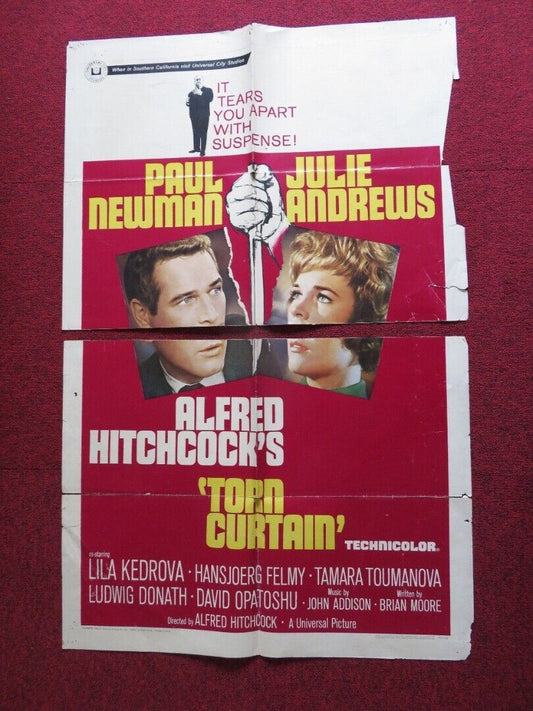 When in Southern California visit Universal City Studios
IT
TEARS
YOU APART
WITH
SUSPENSE!
PAUL NEWMAN
JULIE ANDREWS
ALFRED
HITCHCOCK'S
'TORN
CURTAIN'
TECHNICOLOR®
co-starring
LILA KEDROVA · HANSJOERG FELMY · TAMARA TOUMANOVA
LUDWIG DONATH · DAVID OPATOSHU · Music by JOHN ADDISON · Written by BRIAN MOORE
Directed by ALFRED HITCHCOCK · A Universal Picture